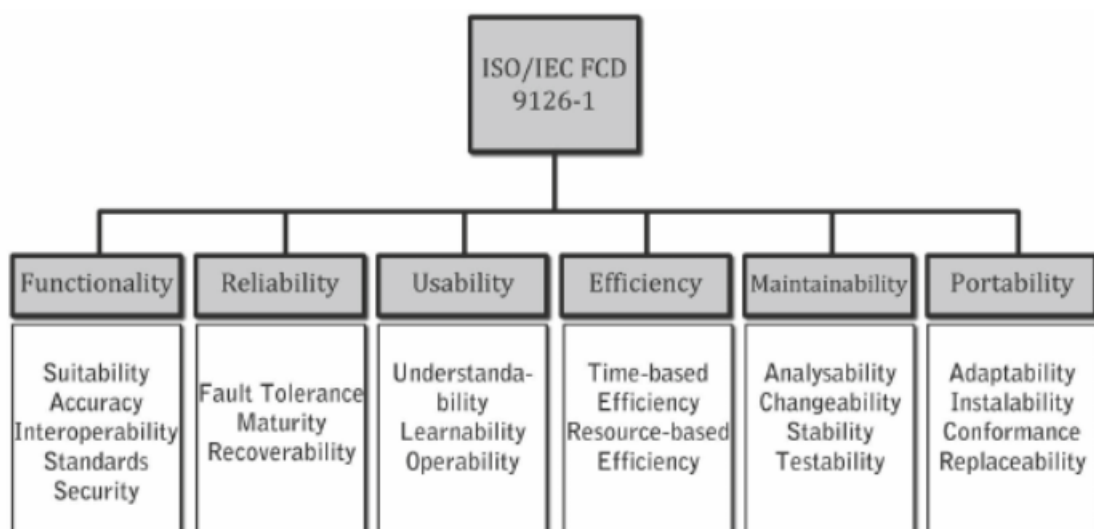 ISO/IEC FCD
9126-1
Functionality
Reliability
Usability
Efficiency
Maintainability
Portability
Suitability
Accuracy
Interoperability
Standards
Security
Fault Tolerance
Maturity
Recoverability
Understanda-
bility
Learnability
Operability
Time-based
Efficiency
Resource-based
Efficiency
Analysability
Changeability
Stability
Testability
Adaptability
Instalability
Conformance
Replaceability